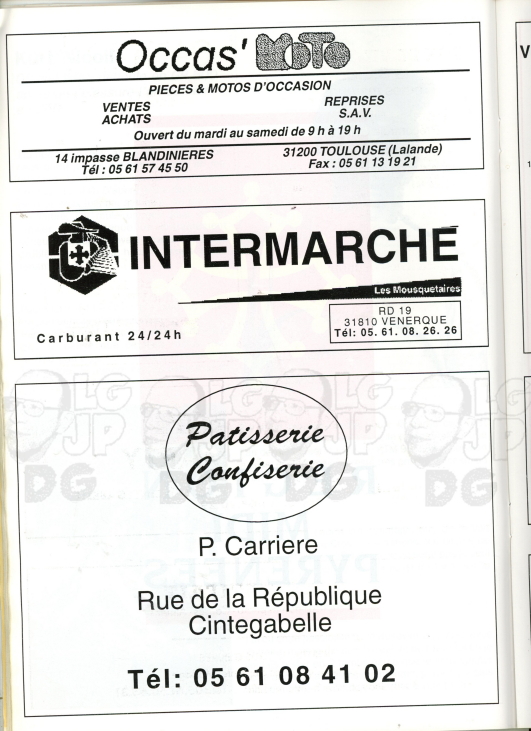 Occas' MOTO
PIECES & MOTOS D'OCCASION
VENTES REPRISES
ACHATS S.A.V.
Ouvert du mardi au samedi de 9 h à 19 h
14 impasse BLANDINIERES 31200 TOULOUSE (Lalande)
Tél : 05 61 57 45 50 Fax : 05 61 13 19 21
INTERMARCHE
Les Mousquetaires
RD 19
31810 VENERQUE
Tél: 05. 61. 08. 26. 26
Carburant 24/24h
LG JP DG
Patisserie
Confiserie
P. Carriere
Rue de la République
Cintegabelle
Tél: 05 61 08 41 02